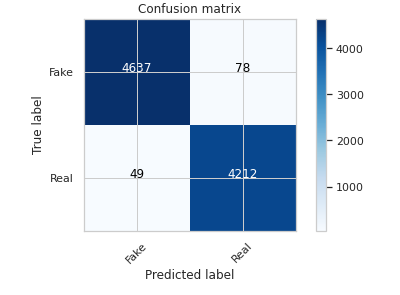 Confusion matrix
Fake
Real
True label
4637
78
49
4212
Fake
Real
Predicted label
4000
3000
2000
1000